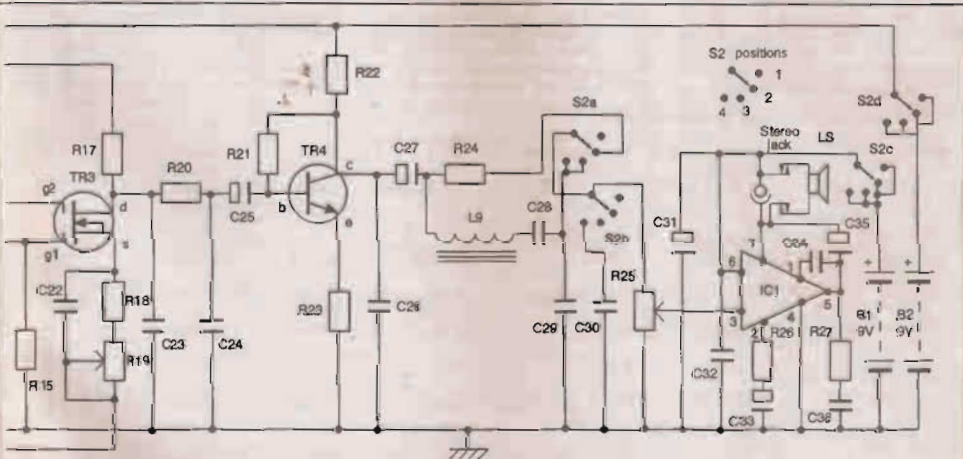 S2 positions
1
2
3
4
R22
S2a
S2d
Stereo
jack
LS
S2c
R17
R20
R21
TR4
C27
R24
TR3
g2
d
C25
b
c
e
L9
C28
S2b
C31
C35
g1
s
C34
7
1
6
IC1
5
3
2
4
C22
R18
R23
C26
R25
R26
R27
B1
9V
B2
9V
R15
R19
C23
C24
C29
C30
C32
C33
C36